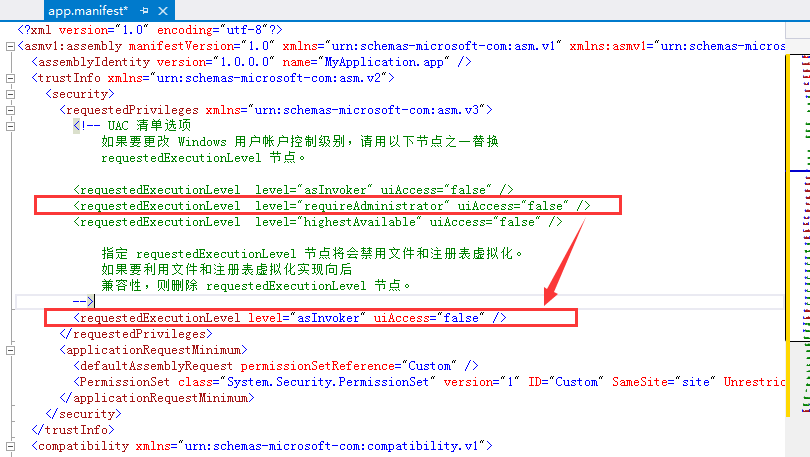 app.manifest*
<?xml version="1.0" encoding="utf-8"?>
<asmv1:assembly manifestVersion="1.0" xmlns="urn:schemas-microsoft-com:asm.v1" xmlns:asmv1="urn:schemas-microsoft-com:asm
<assemblyIdentity version="1.0.0.0" name="MyApplication.app" />
<trustInfo xmlns="urn:schemas-microsoft-com:asm.v2">
<security>
<requestedPrivileges xmlns="urn:schemas-microsoft-com:asm.v3">
<!-- UAC 清单选项
如果要更改 Windows 用户帐户控制级别，请用以下节点之一替换
requestedExecutionLevel 节点。
<requestedExecutionLevel  level="asInvoker" uiAccess="false" />
<requestedExecutionLevel  level="requireAdministrator" uiAccess="false" />
<requestedExecutionLevel  level="highestAvailable" uiAccess="false" />
指定 requestedExecutionLevel 节点将会禁用文件和注册表虚拟化。
如果要利用文件和注册表虚拟化实现向后
兼容性，则删除 requestedExecutionLevel 节点。
-->
<requestedExecutionLevel level="asInvoker" uiAccess="false" />
</requestedPrivileges>
<applicationRequestMinimum>
<defaultAssemblyRequest permissionSetReference="Custom" />
<PermissionSet class="System.Security.PermissionSet" version="1" ID="Custom" SameSite="site" Unrestric
</applicationRequestMinimum>
</security>
</trustInfo>
<compatibility xmlns="urn:schemas-microsoft-com:compatibility.v1">